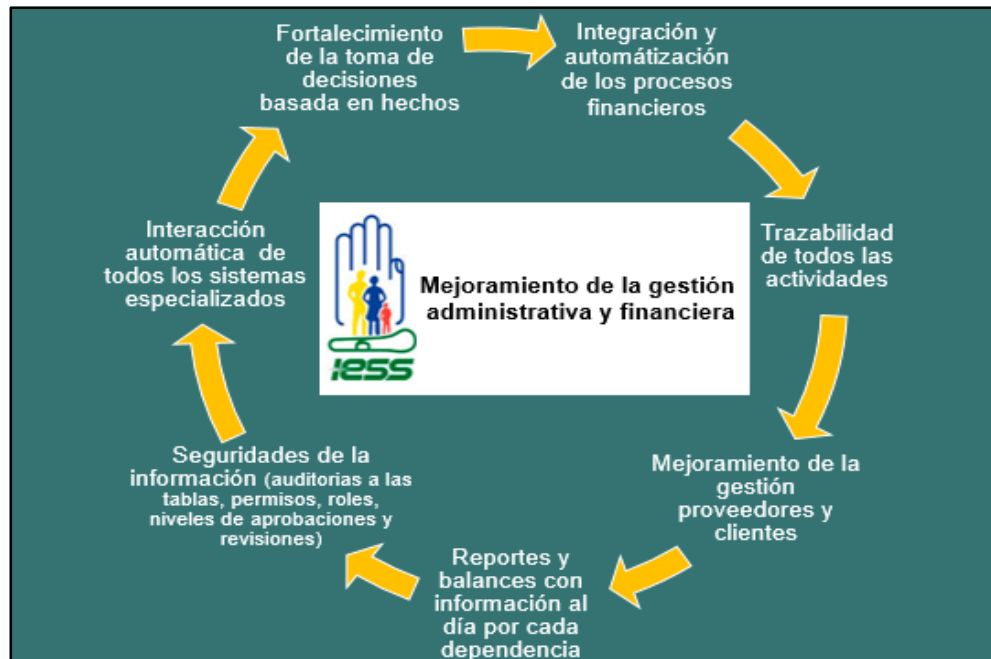 Fortalecimiento
de la toma de
decisiones
basada en hechos
Integración y
automátización
de los procesos
financieros
Trazabilidad
de todos las
actividades
Mejoramiento de la
gestión
proveedores y
clientes
Reportes y
balances con
información al
día por cada
dependencia
Seguridades de la
información (auditorias a las
tablas, permisos, roles,
niveles de aprobaciones y
revisiones)
Interacción
automática de
todos los sistemas
especializados
Mejoramiento de la gestión
administrativa y financiera
IESS